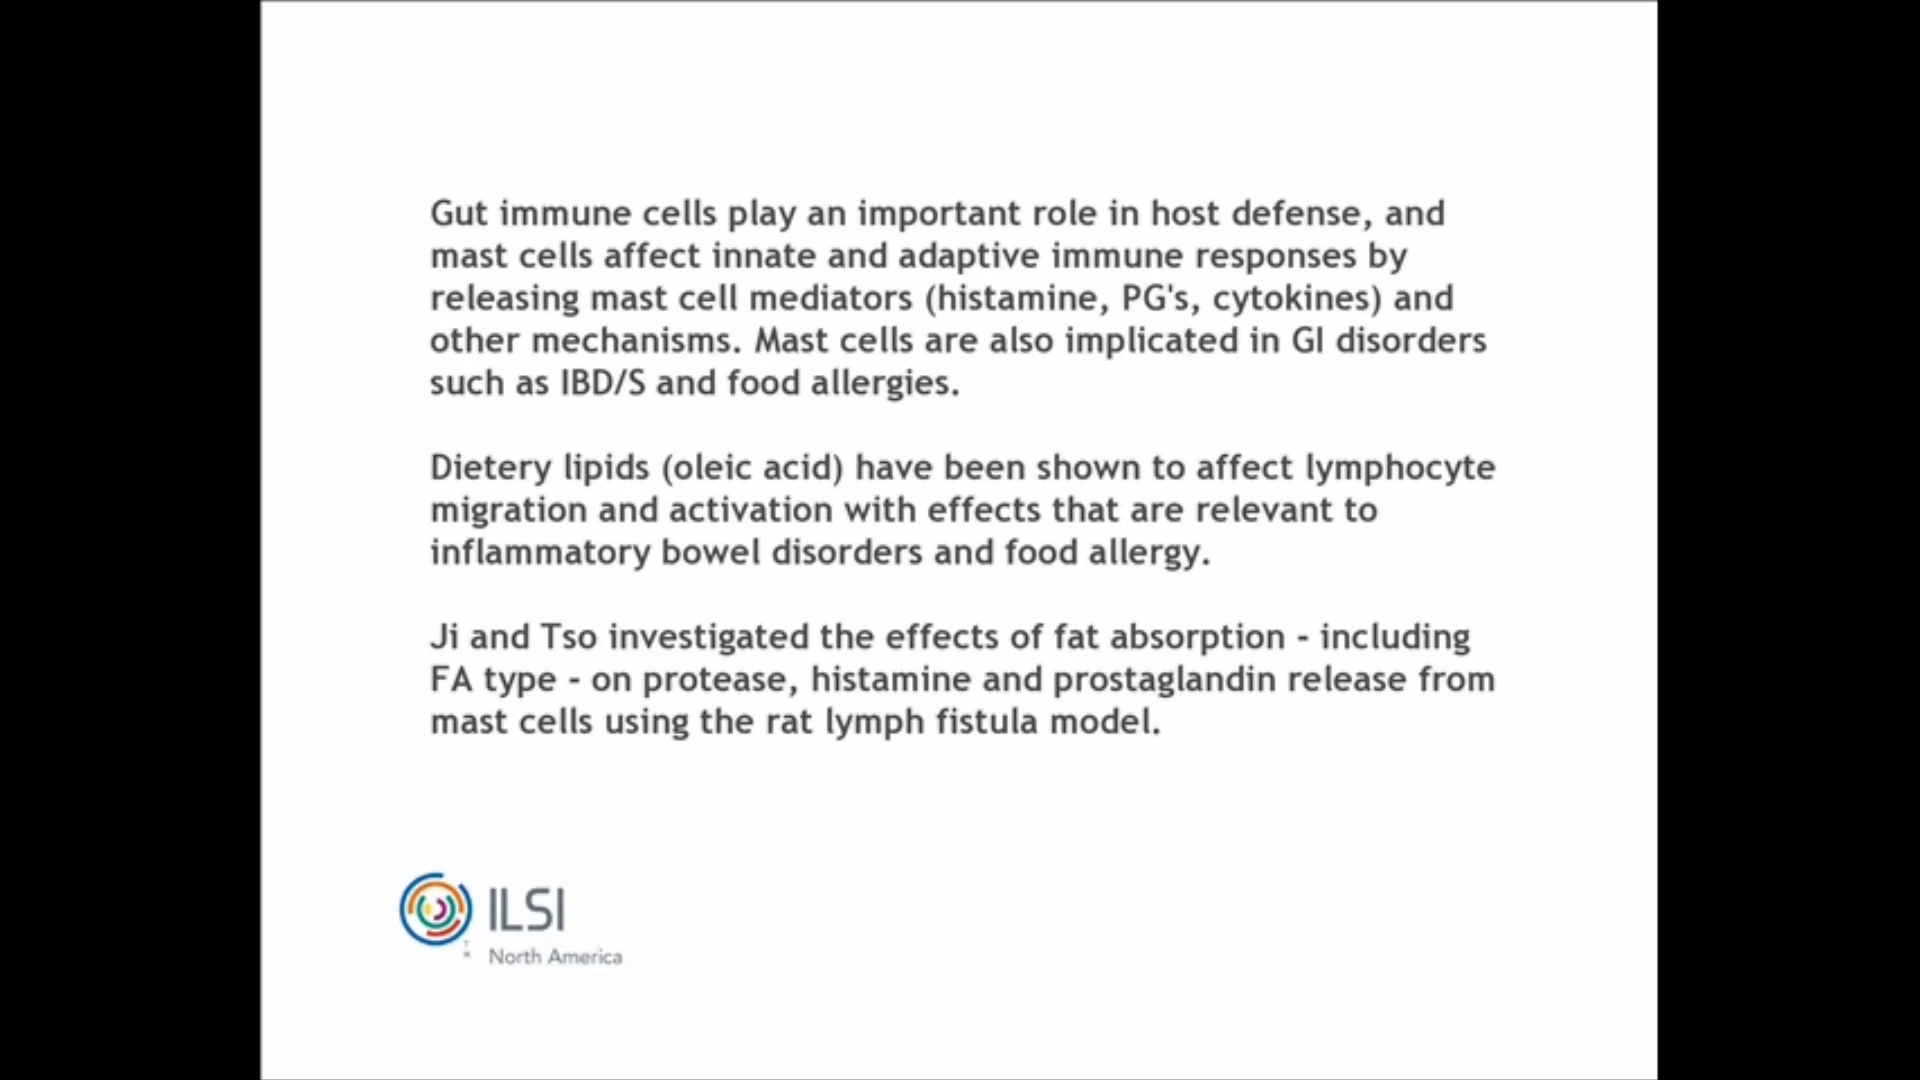 Gut immune cells play an important role in host defense, and
mast cells affect innate and adaptive immune responses by
releasing mast cell mediators (histamine, PG's, cytokines) and
other mechanisms. Mast cells are also implicated in GI disorders
such as IBD/S and food allergies.
Dietery lipids (oleic acid) have been shown to affect lymphocyte
migration and activation with effects that are relevant to
inflammatory bowel disorders and food allergy.
Ji and Tso investigated the effects of fat absorption - including
FA type - on protease, histamine and prostaglandin release from
mast cells using the rat lymph fistula model.
ILSI
North America